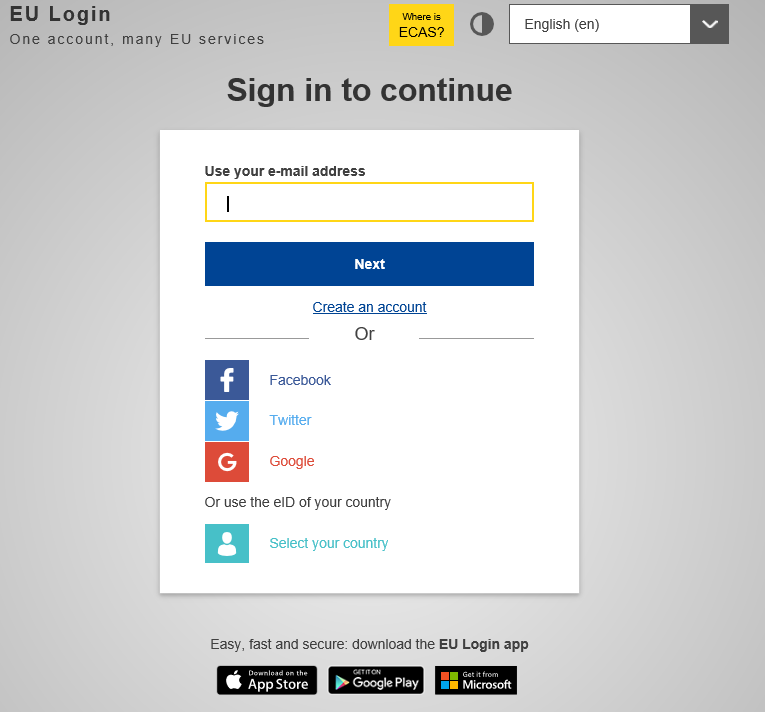 EU Login
One account, many EU services
Where is
ECAS?
English (en)
Sign in to continue
Use your e-mail address
Next
Create an account
Or
Facebook
Twitter
Google
Or use the eID of your country
Select your country
Easy, fast and secure: download the EU Login app
Download on the
App Store
GET IT ON
Google Play
Get it from
Microsoft